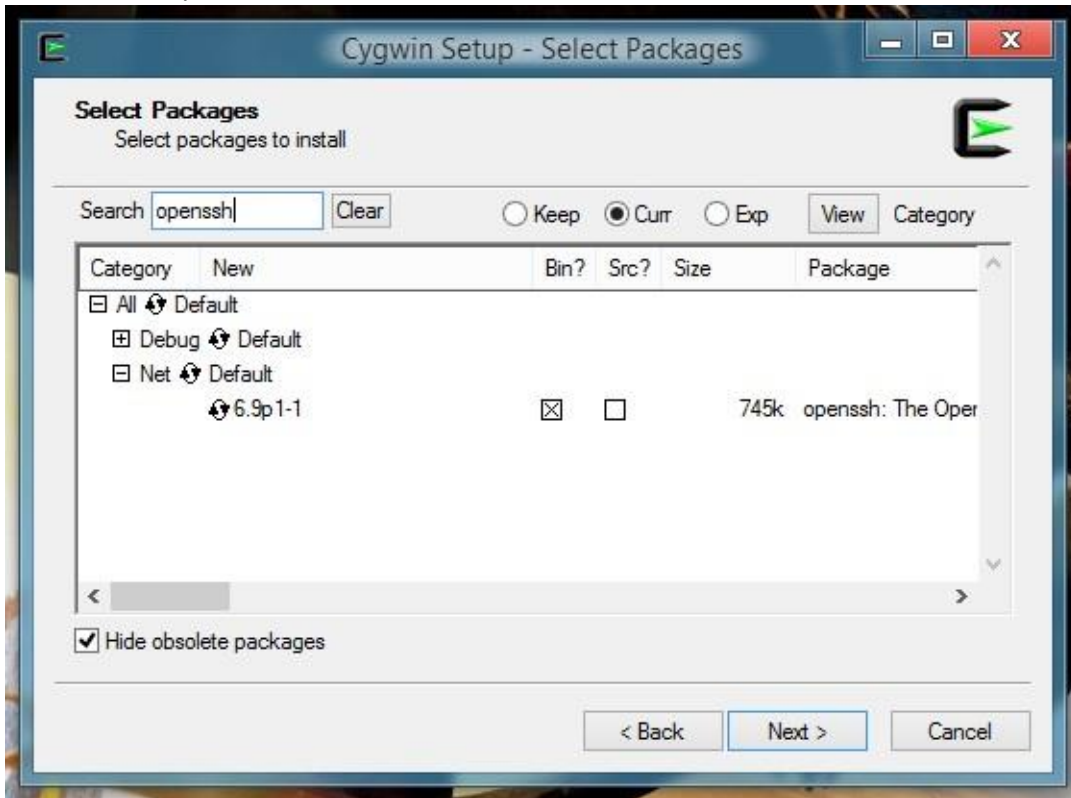 Cygwin Setup - Select Packages
Select Packages
Select packages to install
Search openssh Clear Keep Curr Exp View Category
Category New Bin? Src? Size Package
All Default
Debug Default
Net Default
6.9p1-1 745k openssh: The Oper
Hide obsolete packages
< Back Next > Cancel